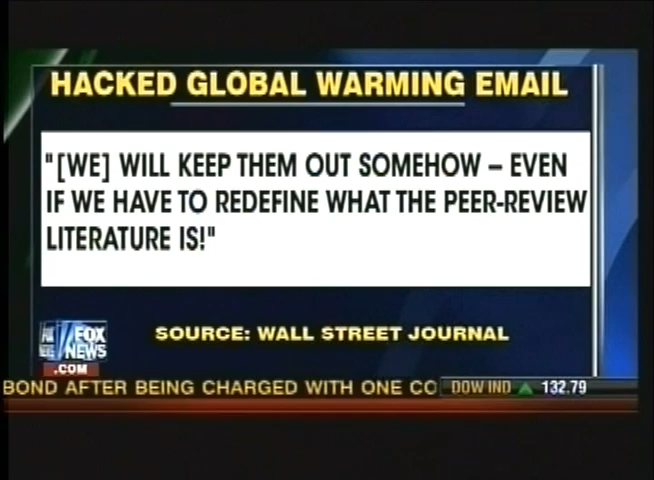 HACKED GLOBAL WARMING EMAIL
"[WE] WILL KEEP THEM OUT SOMEHOW – EVEN
IF WE HAVE TO REDEFINE WHAT THE PEER-REVIEW
LITERATURE IS!"
SOURCE: WALL STREET JOURNAL
FOX
NEWS
.COM
BOND AFTER BEING CHARGED WITH ONE CO
DOW IND ▲ 132.79